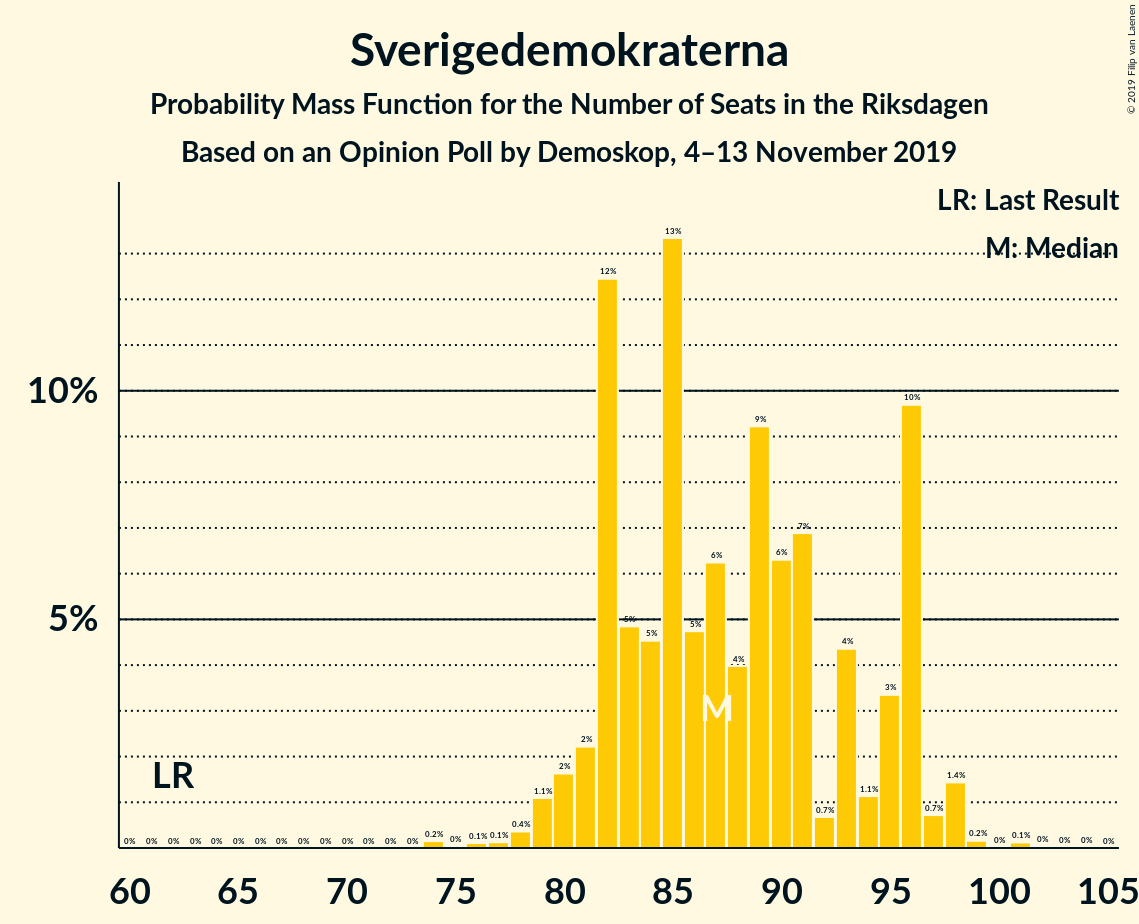 Sverigedemokraterna
Probability Mass Function for the Number of Seats in the Riksdagen
Based on an Opinion Poll by Demoskop, 4–13 November 2019
© 2019 Filip van Laenen
LR: Last Result
M: Median
10%
5%
LR
M
0% 0% 0% 0% 0% 0% 0% 0% 0% 0% 0% 0% 0% 0% 0.2% 0% 0.1% 0.1% 0.4% 1.1% 2% 2% 12% 5% 5% 13% 5% 6% 4% 9% 6% 7% 0.7% 4% 1.1% 3% 10% 0.7% 1.4% 0.2% 0% 0.1% 0% 0% 0% 0%
60 65 70 75 80 85 90 95 100 105